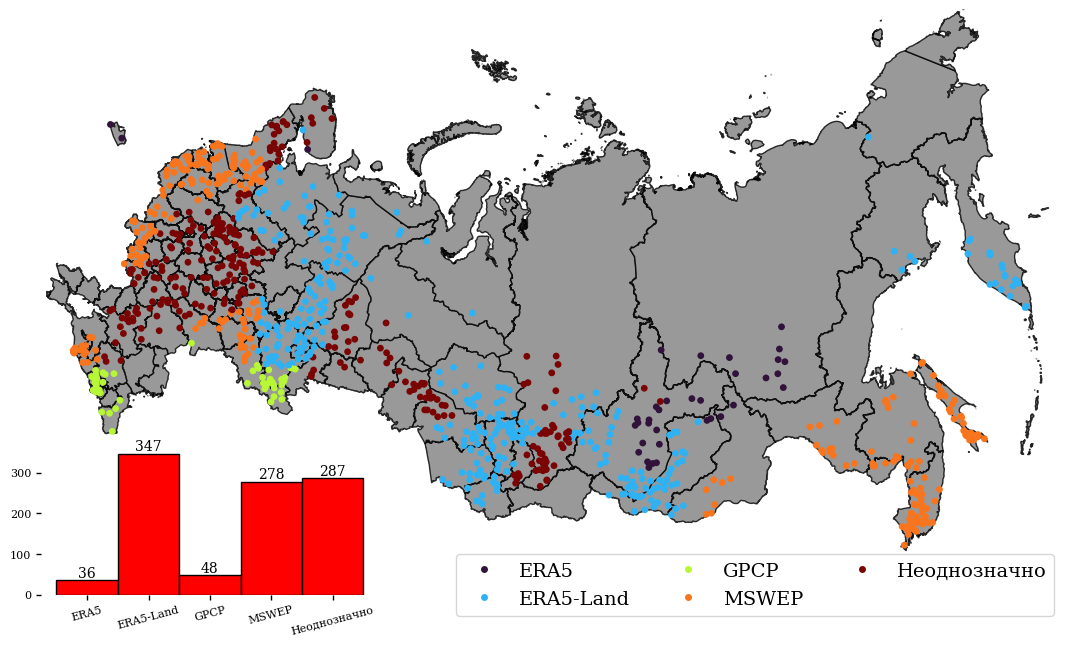 347
300
278
287
200
100
36
48
0
ERA5
ERA5-Land
GPCP
MSWEP
Неоднозначно
ERA5
GPCP
Неоднозначно
ERA5-Land
MSWEP